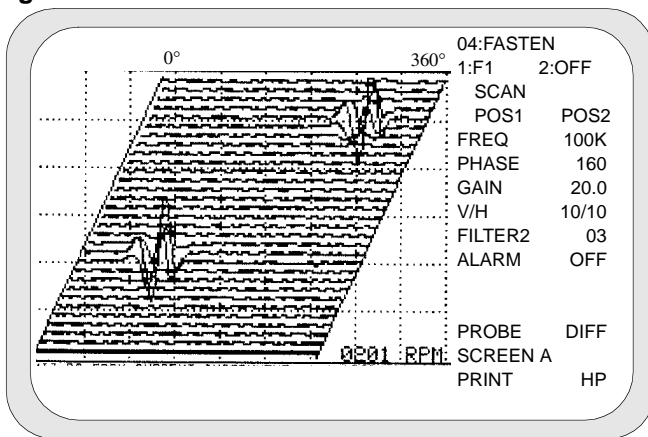 0° 360°
04:FASTEN
1:F1 2:OFF
SCAN
POS1 POS2
FREQ 100K
PHASE 160
GAIN 20.0
V/H 10/10
FILTER2 03
ALARM OFF
PROBE DIFF
0201 RPM
SCREEN A
PRINT HP